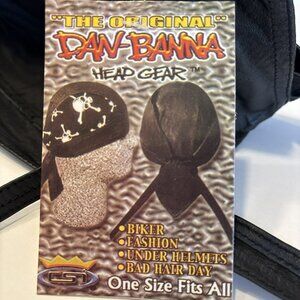 "THE ORIGINAL"
DAN-BANNA
HEAD GEAR™
•BIKER
•FASHION
•UNDER HELMETS
•BAD HAIR DAY
One Size Fits All